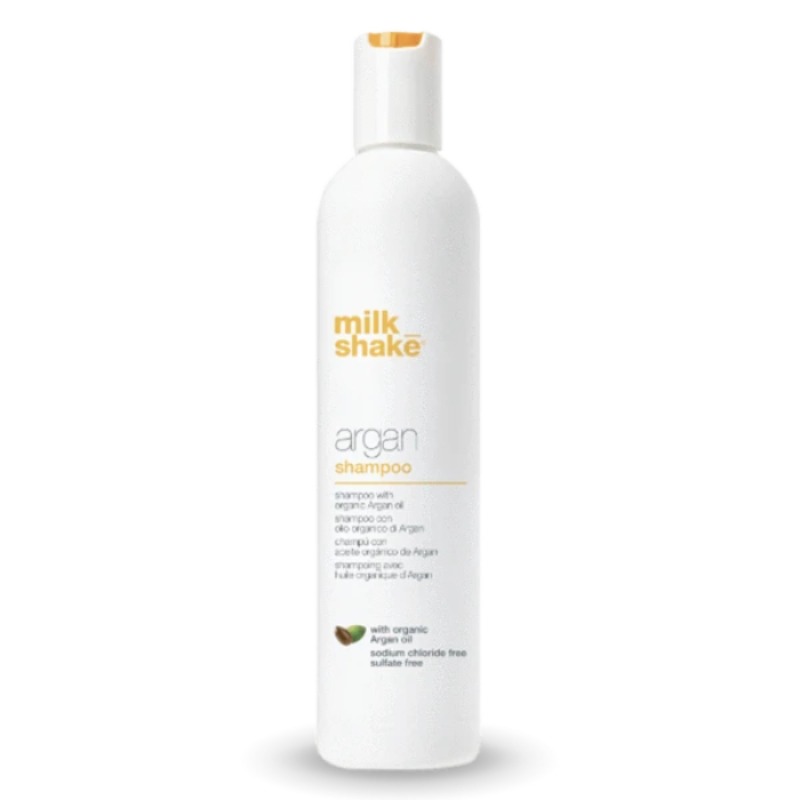 milk_
shake®
argan
shampoo
shampoo with
organic Argan oil
shampoo con
olio organico di Argan
champú con
aceite orgánico de Argan
shampoing avec
huile organique d'Argan
with organic
Argan oil
sodium chloride free
sulfate free